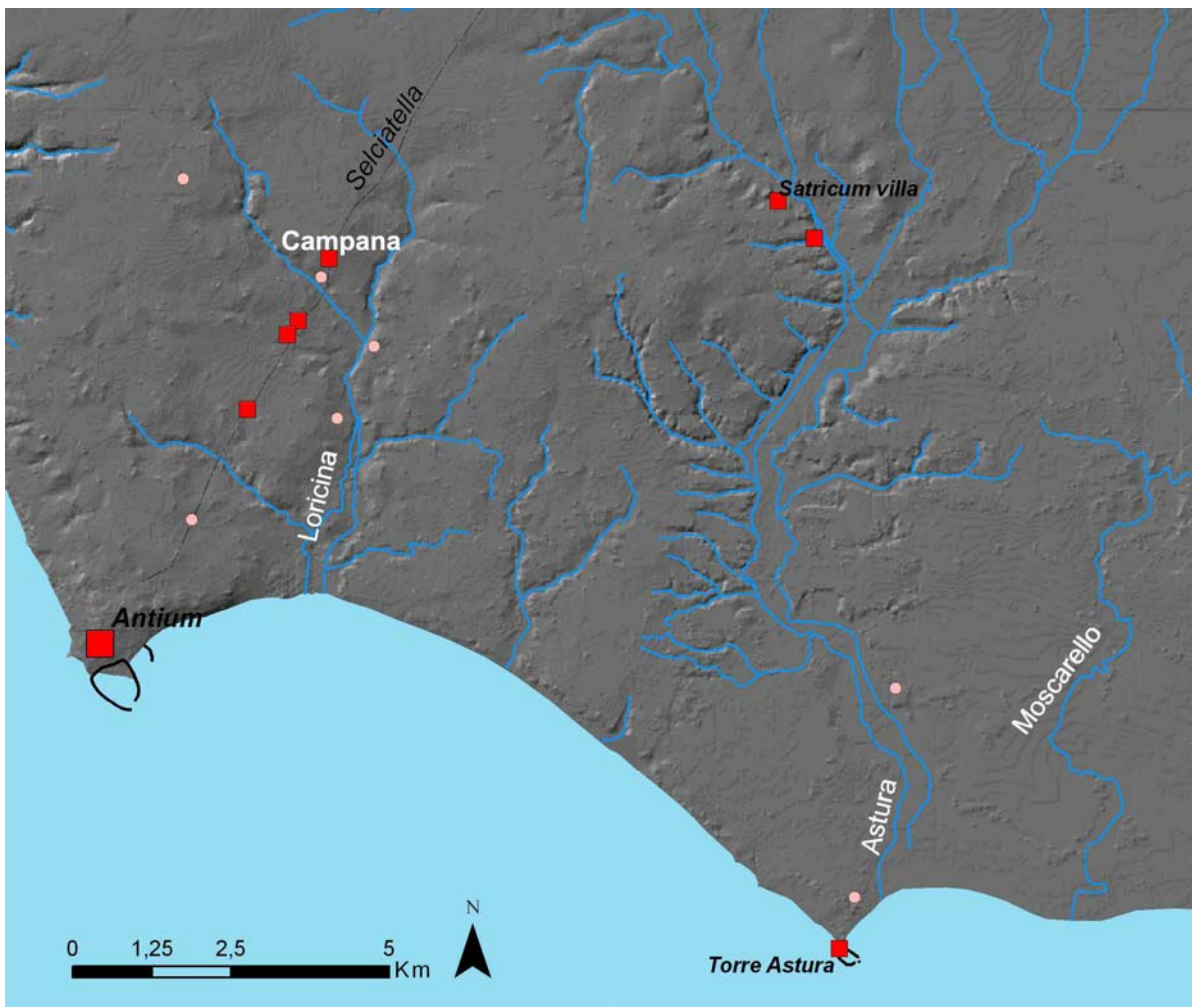 Selciatella
Satricum villa
Campana
Loricina
Antium
Moscarello
Astura
N
0 1,25 2,5 5
Km
Torre Astura